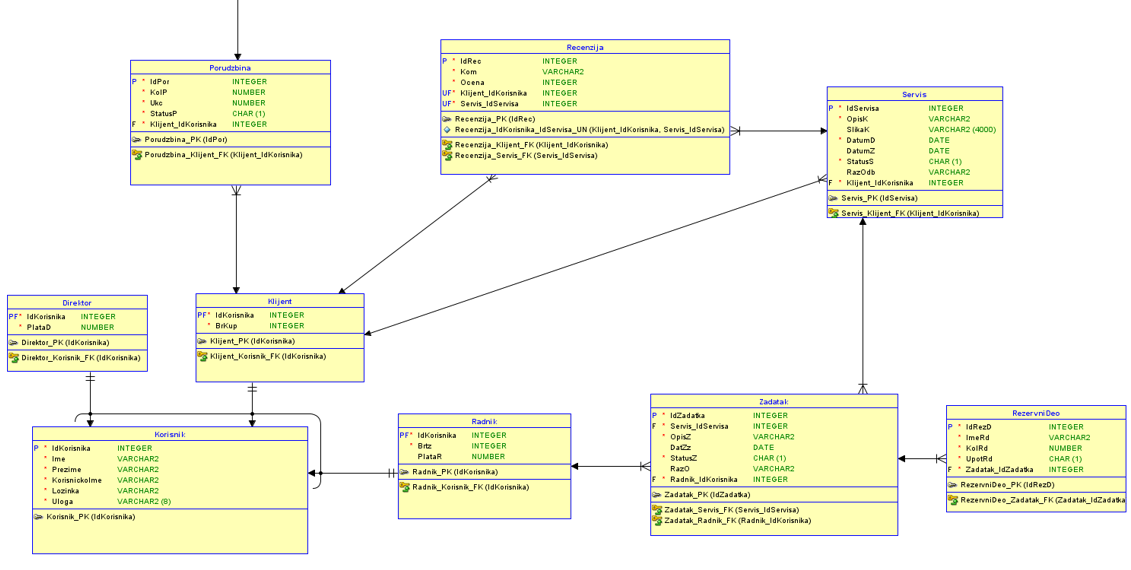 Porudzbina
P * IdPor INTEGER
* KolP NUMBER
* Ukc NUMBER
* StatusP CHAR (1)
F * Klijent_IdKorisnika INTEGER
Porudzbina_PK (IdPor)
Porudzbina_Klijent_FK (Klijent_IdKorisnika)
Recenzija
P * IdRec INTEGER
* Kom VARCHAR2
* Ocena INTEGER
UF* Klijent_IdKorisnika INTEGER
UF* Servis_IdServisa INTEGER
Recenzija_PK (IdRec)
Recenzija_IdKorisnika_IdServisa_UN (Klijent_IdKorisnika, Servis_IdServisa)
Recenzija_Klijent_FK (Klijent_IdKorisnika)
Recenzija_Servis_FK (Servis_IdServisa)
Servis
P * IdServisa INTEGER
* OpisK VARCHAR2
SlikaK VARCHAR2 (4000)
* DatumD DATE
DatumZ DATE
* StatusS CHAR (1)
RazOdb VARCHAR2
F * Klijent_IdKorisnika INTEGER
Servis_PK (IdServisa)
Servis_Klijent_FK (Klijent_IdKorisnika)
Direktor
PF* IdKorisnika INTEGER
* PlataD NUMBER
Direktor_PK (IdKorisnika)
Direktor_Korisnik_FK (IdKorisnika)
Klijent
PF* IdKorisnika INTEGER
* BrKup INTEGER
Klijent_PK (IdKorisnika)
Klijent_Korisnik_FK (IdKorisnika)
Korisnik
P * IdKorisnika INTEGER
* Ime VARCHAR2
* Prezime VARCHAR2
* KorisnickoIme VARCHAR2
* Lozinka VARCHAR2
* Uloga VARCHAR2 (8)
Korisnik_PK (IdKorisnika)
Radnik
PF* IdKorisnika INTEGER
* Brtz INTEGER
PlataR NUMBER
Radnik_PK (IdKorisnika)
Radnik_Korisnik_FK (IdKorisnika)
Zadatak
P * IdZadatka INTEGER
F * Servis_IdServisa INTEGER
* OpisZ VARCHAR2
DatZz DATE
* StatusZ CHAR (1)
RazO VARCHAR2
F * Radnik_IdKorisnika INTEGER
Zadatak_PK (IdZadatka)
Zadatak_Servis_FK (Servis_IdServisa)
Zadatak_Radnik_FK (Radnik_IdKorisnika)
RezervniDeo
P * IdRezD INTEGER
* ImeRd VARCHAR2
* KolRd NUMBER
* UpotRd CHAR (1)
F * Zadatak_IdZadatka INTEGER
RezervniDeo_PK (IdRezD)
RezervniDeo_Zadatak_FK (Zadatak_IdZadatka